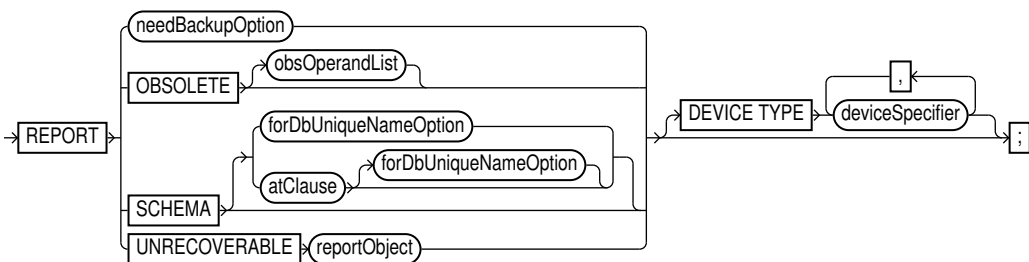 needBackupOption
OBSOLETE obsOperandList
, 
REPORT DEVICE TYPE deviceSpecifier ;
forDbUniqueNameOption
atClause forDbUniqueNameOption
SCHEMA
UNRECOVERABLE reportObject